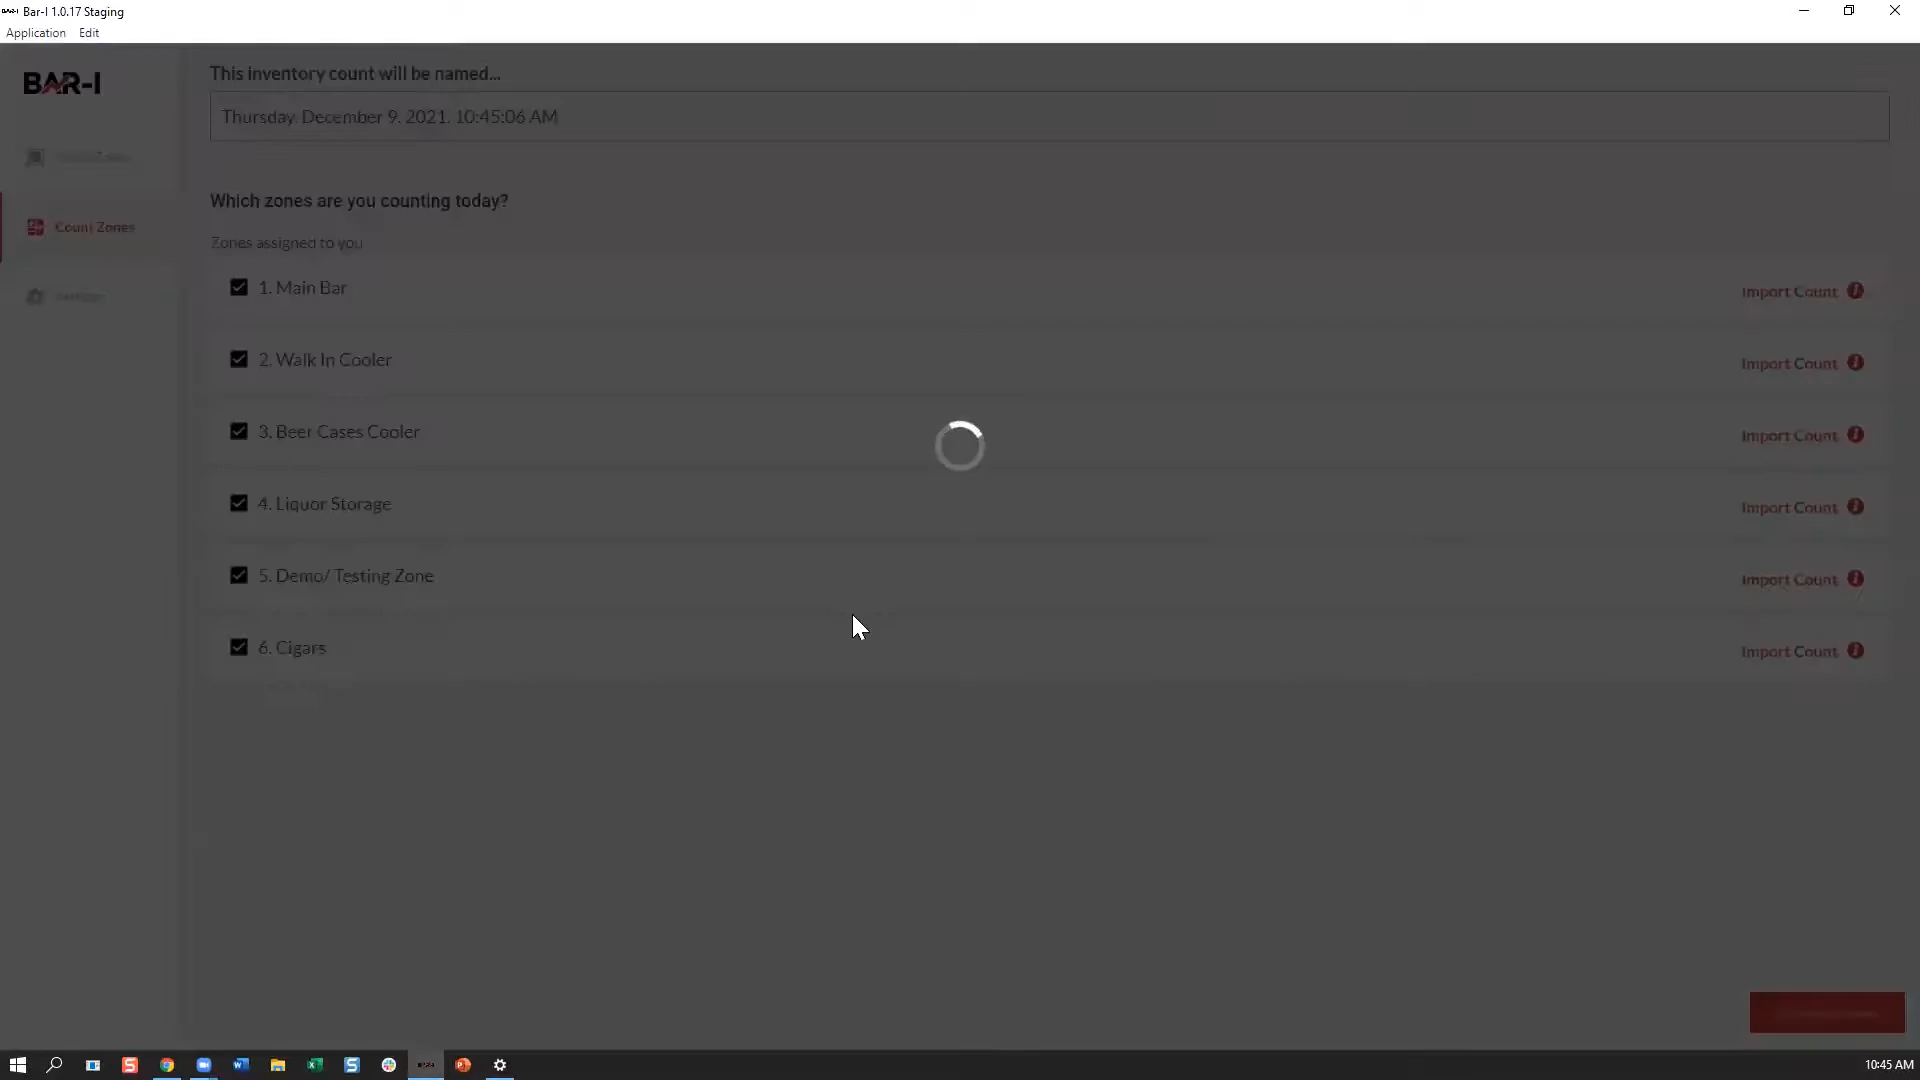 Bar-I 1.0.17 Staging
Application Edit
BAR-I
Count Zones
This inventory count will be named...
Thursday, December 9, 2021, 10:45:06 AM
Which zones are you counting today?
Zones assigned to you
1. Main Bar
Import Count
2. Walk In Cooler
Import Count
3. Beer Cases Cooler
Import Count
4. Liquor Storage
Import Count
5. Demo/ Testing Zone
Import Count
6. Cigars
Import Count
10:45 AM